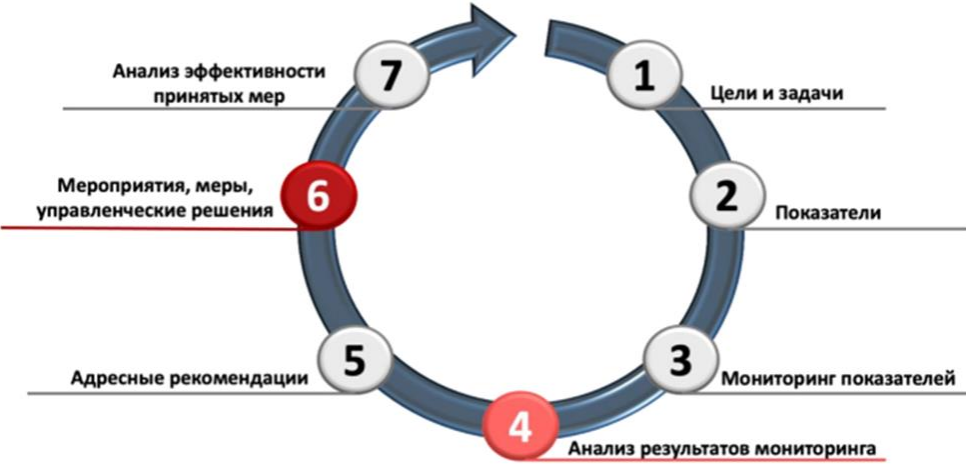 1
Цели и задачи
2
Показатели
3
Мониторинг показателей
4
Анализ результатов мониторинга
5
Адресные рекомендации
6
Мероприятия, меры,
управленческие решения
7
Анализ эффективности
принятых мер